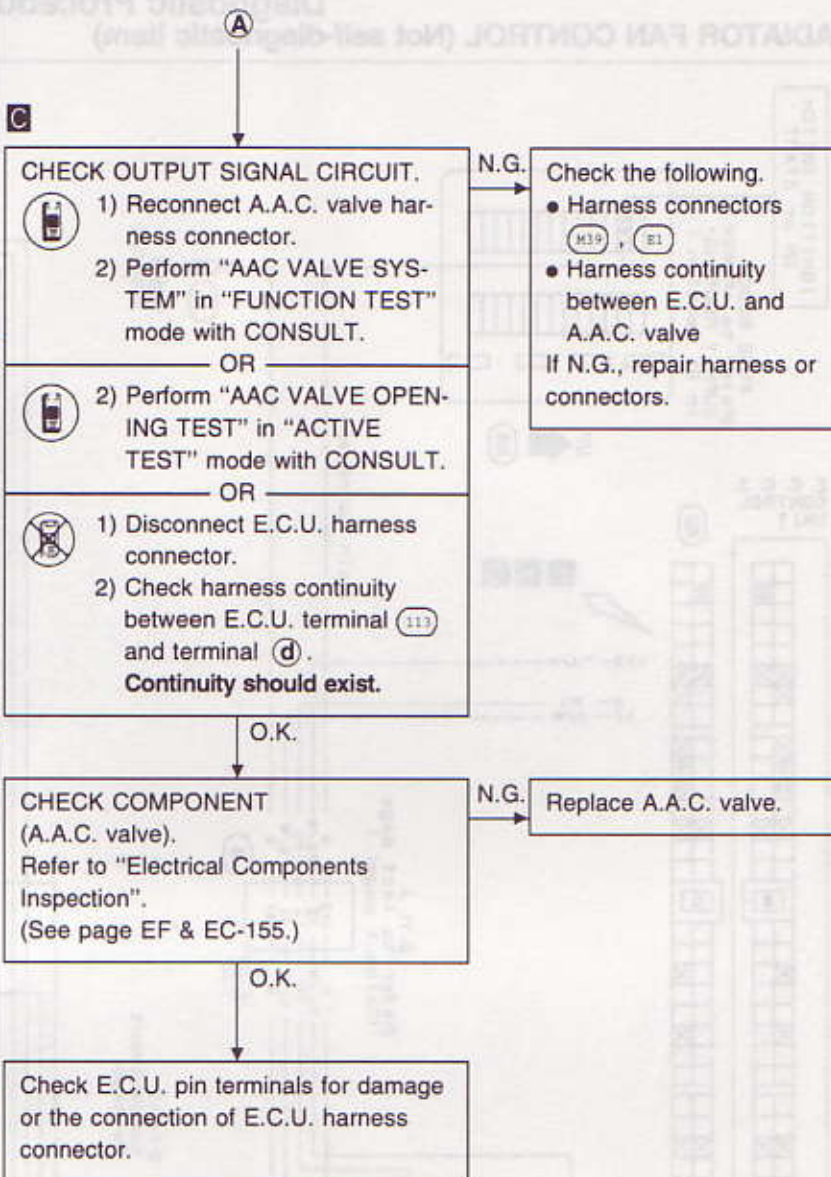 A
C
CHECK OUTPUT SIGNAL CIRCUIT.
1) Reconnect A.A.C. valve har-
ness connector.
2) Perform "AAC VALVE SYS-
TEM" in "FUNCTION TEST"
mode with CONSULT.
OR
2) Perform "AAC VALVE OPEN-
ING TEST" in "ACTIVE
TEST" mode with CONSULT.
OR
1) Disconnect E.C.U. harness
connector.
2) Check harness continuity
between E.C.U. terminal 113
and terminal d.
Continuity should exist.
N.G.
Check the following.
• Harness connectors
M39 , E1
• Harness continuity
between E.C.U. and
A.A.C. valve
If N.G., repair harness or
connectors.
O.K.
CHECK COMPONENT
(A.A.C. valve).
Refer to "Electrical Components
Inspection".
(See page EF & EC-155.)
N.G.
Replace A.A.C. valve.
O.K.
Check E.C.U. pin terminals for damage
or the connection of E.C.U. harness
connector.